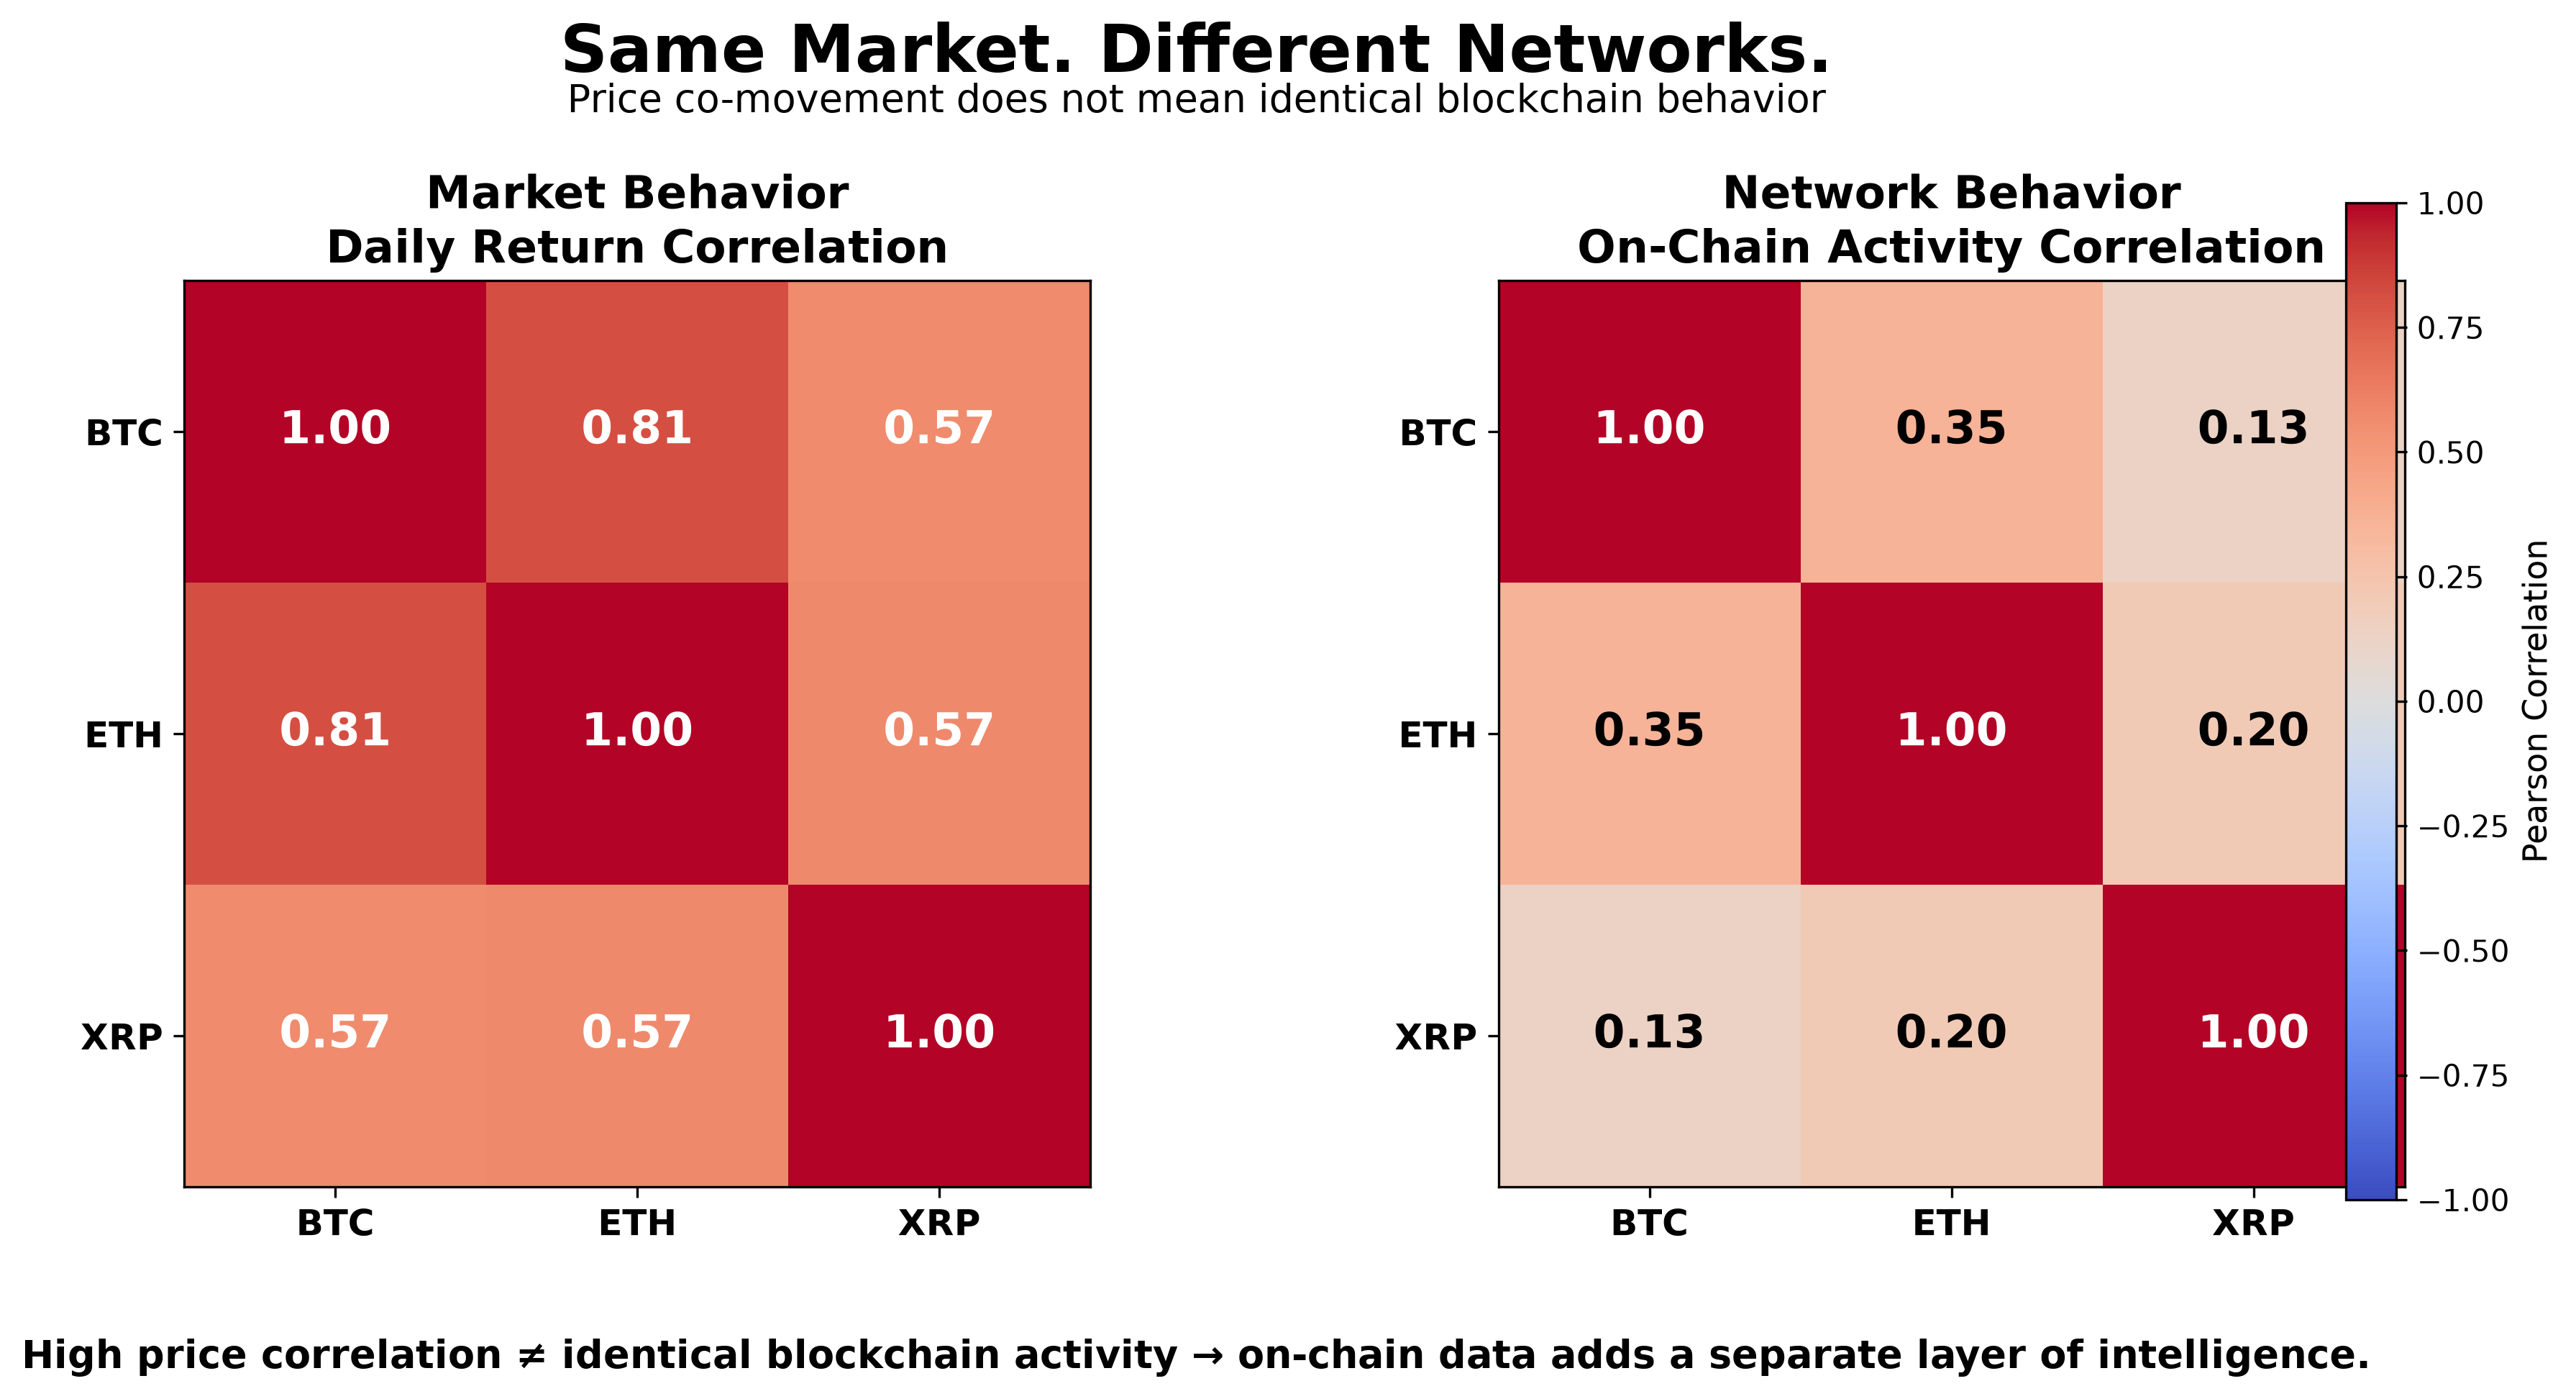 Same Market. Different Networks.
Price co-movement does not mean identical blockchain behavior
Market Behavior
Daily Return Correlation
BTC 1.00 0.81 0.57
ETH 0.81 1.00 0.57
XRP 0.57 0.57 1.00
BTC ETH XRP
Network Behavior
On-Chain Activity Correlation
BTC 1.00 0.35 0.13
ETH 0.35 1.00 0.20
XRP 0.13 0.20 1.00
BTC ETH XRP
1.00
0.75
0.50
0.25
0.00
−0.25
−0.50
−0.75
−1.00
Pearson Correlation
High price correlation ≠ identical blockchain activity → on-chain data adds a separate layer of intelligence.